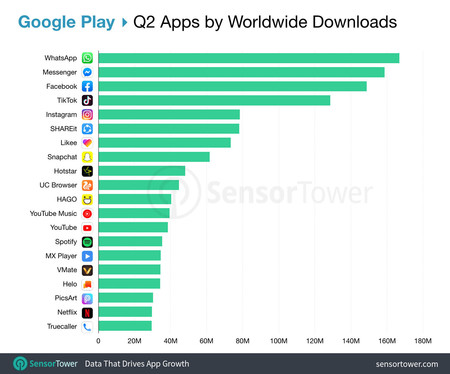 Google Play ▸ Q2 Apps by Worldwide Downloads
WhatsApp
Messenger
Facebook
TikTok
Instagram
SHAREit
Likee
Snapchat
Hotstar
UC Browser
HAGO
YouTube Music
YouTube
Spotify
MX Player
VMate
Helo
PicsArt
Netflix
Truecaller
SensorTower
0 20M 40M 60M 80M 100M 120M 140M 160M 180M
SensorTower Data That Drives App Growth sensortower.com